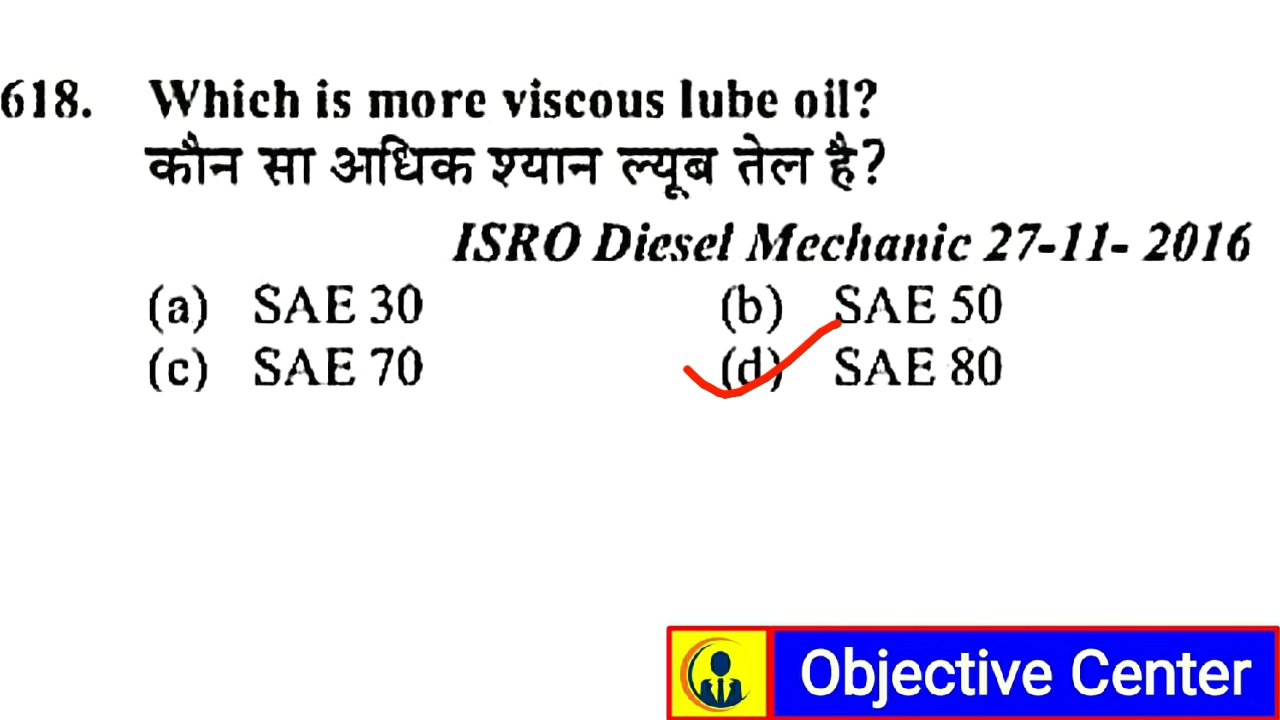 618. Which is more viscous lube oil?
कौन सा आधिक श्यान ल्यूब तेल है?
ISRO Diesel Mechanic 27-11- 2016
(a) SAE 30 (b) SAE 50
(c) SAE 70 (d) SAE 80
Objective Center